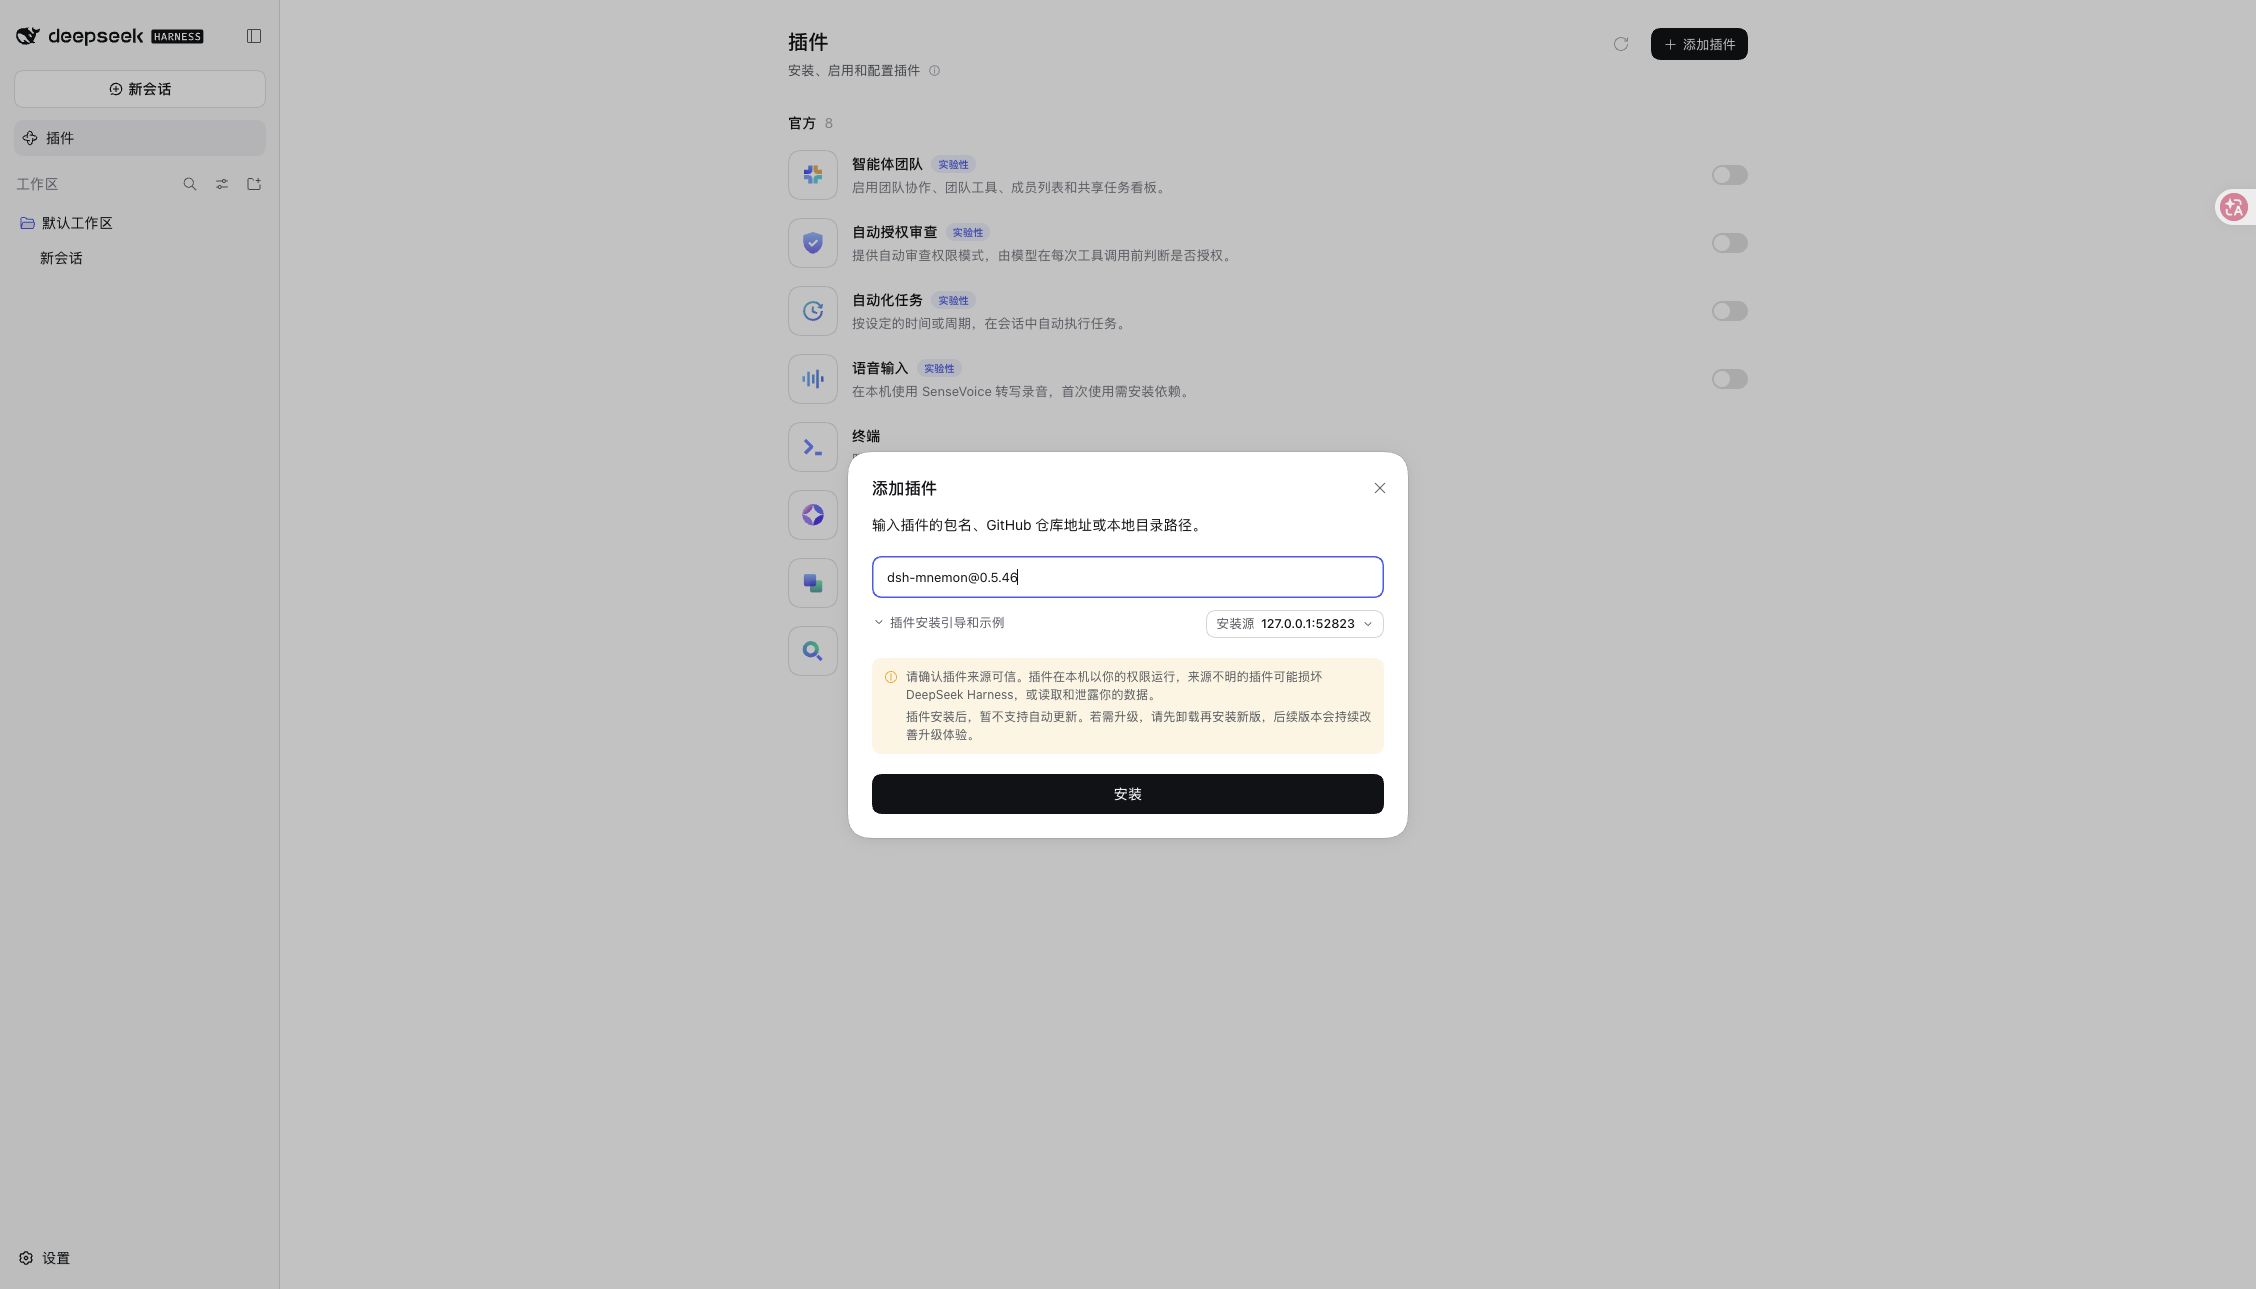 deepseek HARNESS
新会话
插件
工作区
默认工作区
新会话
设置
插件
安装、启用和配置插件
添加插件
官方 8
智能体团队 实验性
启用团队协作、团队工具、成员列表和共享任务看板。
自动授权审查 实验性
提供自动审查权限模式，由模型在每次工具调用前判断是否授权。
自动化任务 实验性
按设定的时间或周期，在会话中自动执行任务。
语音输入 实验性
在本机使用 SenseVoice 转写录音，首次使用需安装依赖。
终端
添加插件
输入插件的包名、GitHub 仓库地址或本地目录路径。
dsh-mnemon@0.5.46
插件安装引导和示例
安装源 127.0.0.1:52823
请确认插件来源可信。插件在本机以你的权限运行，来源不明的插件可能损坏
DeepSeek Harness，或读取和泄露你的数据。
插件安装后，暂不支持自动更新。若需升级，请先卸载再安装新版，后续版本会持续改
善升级体验。
安装